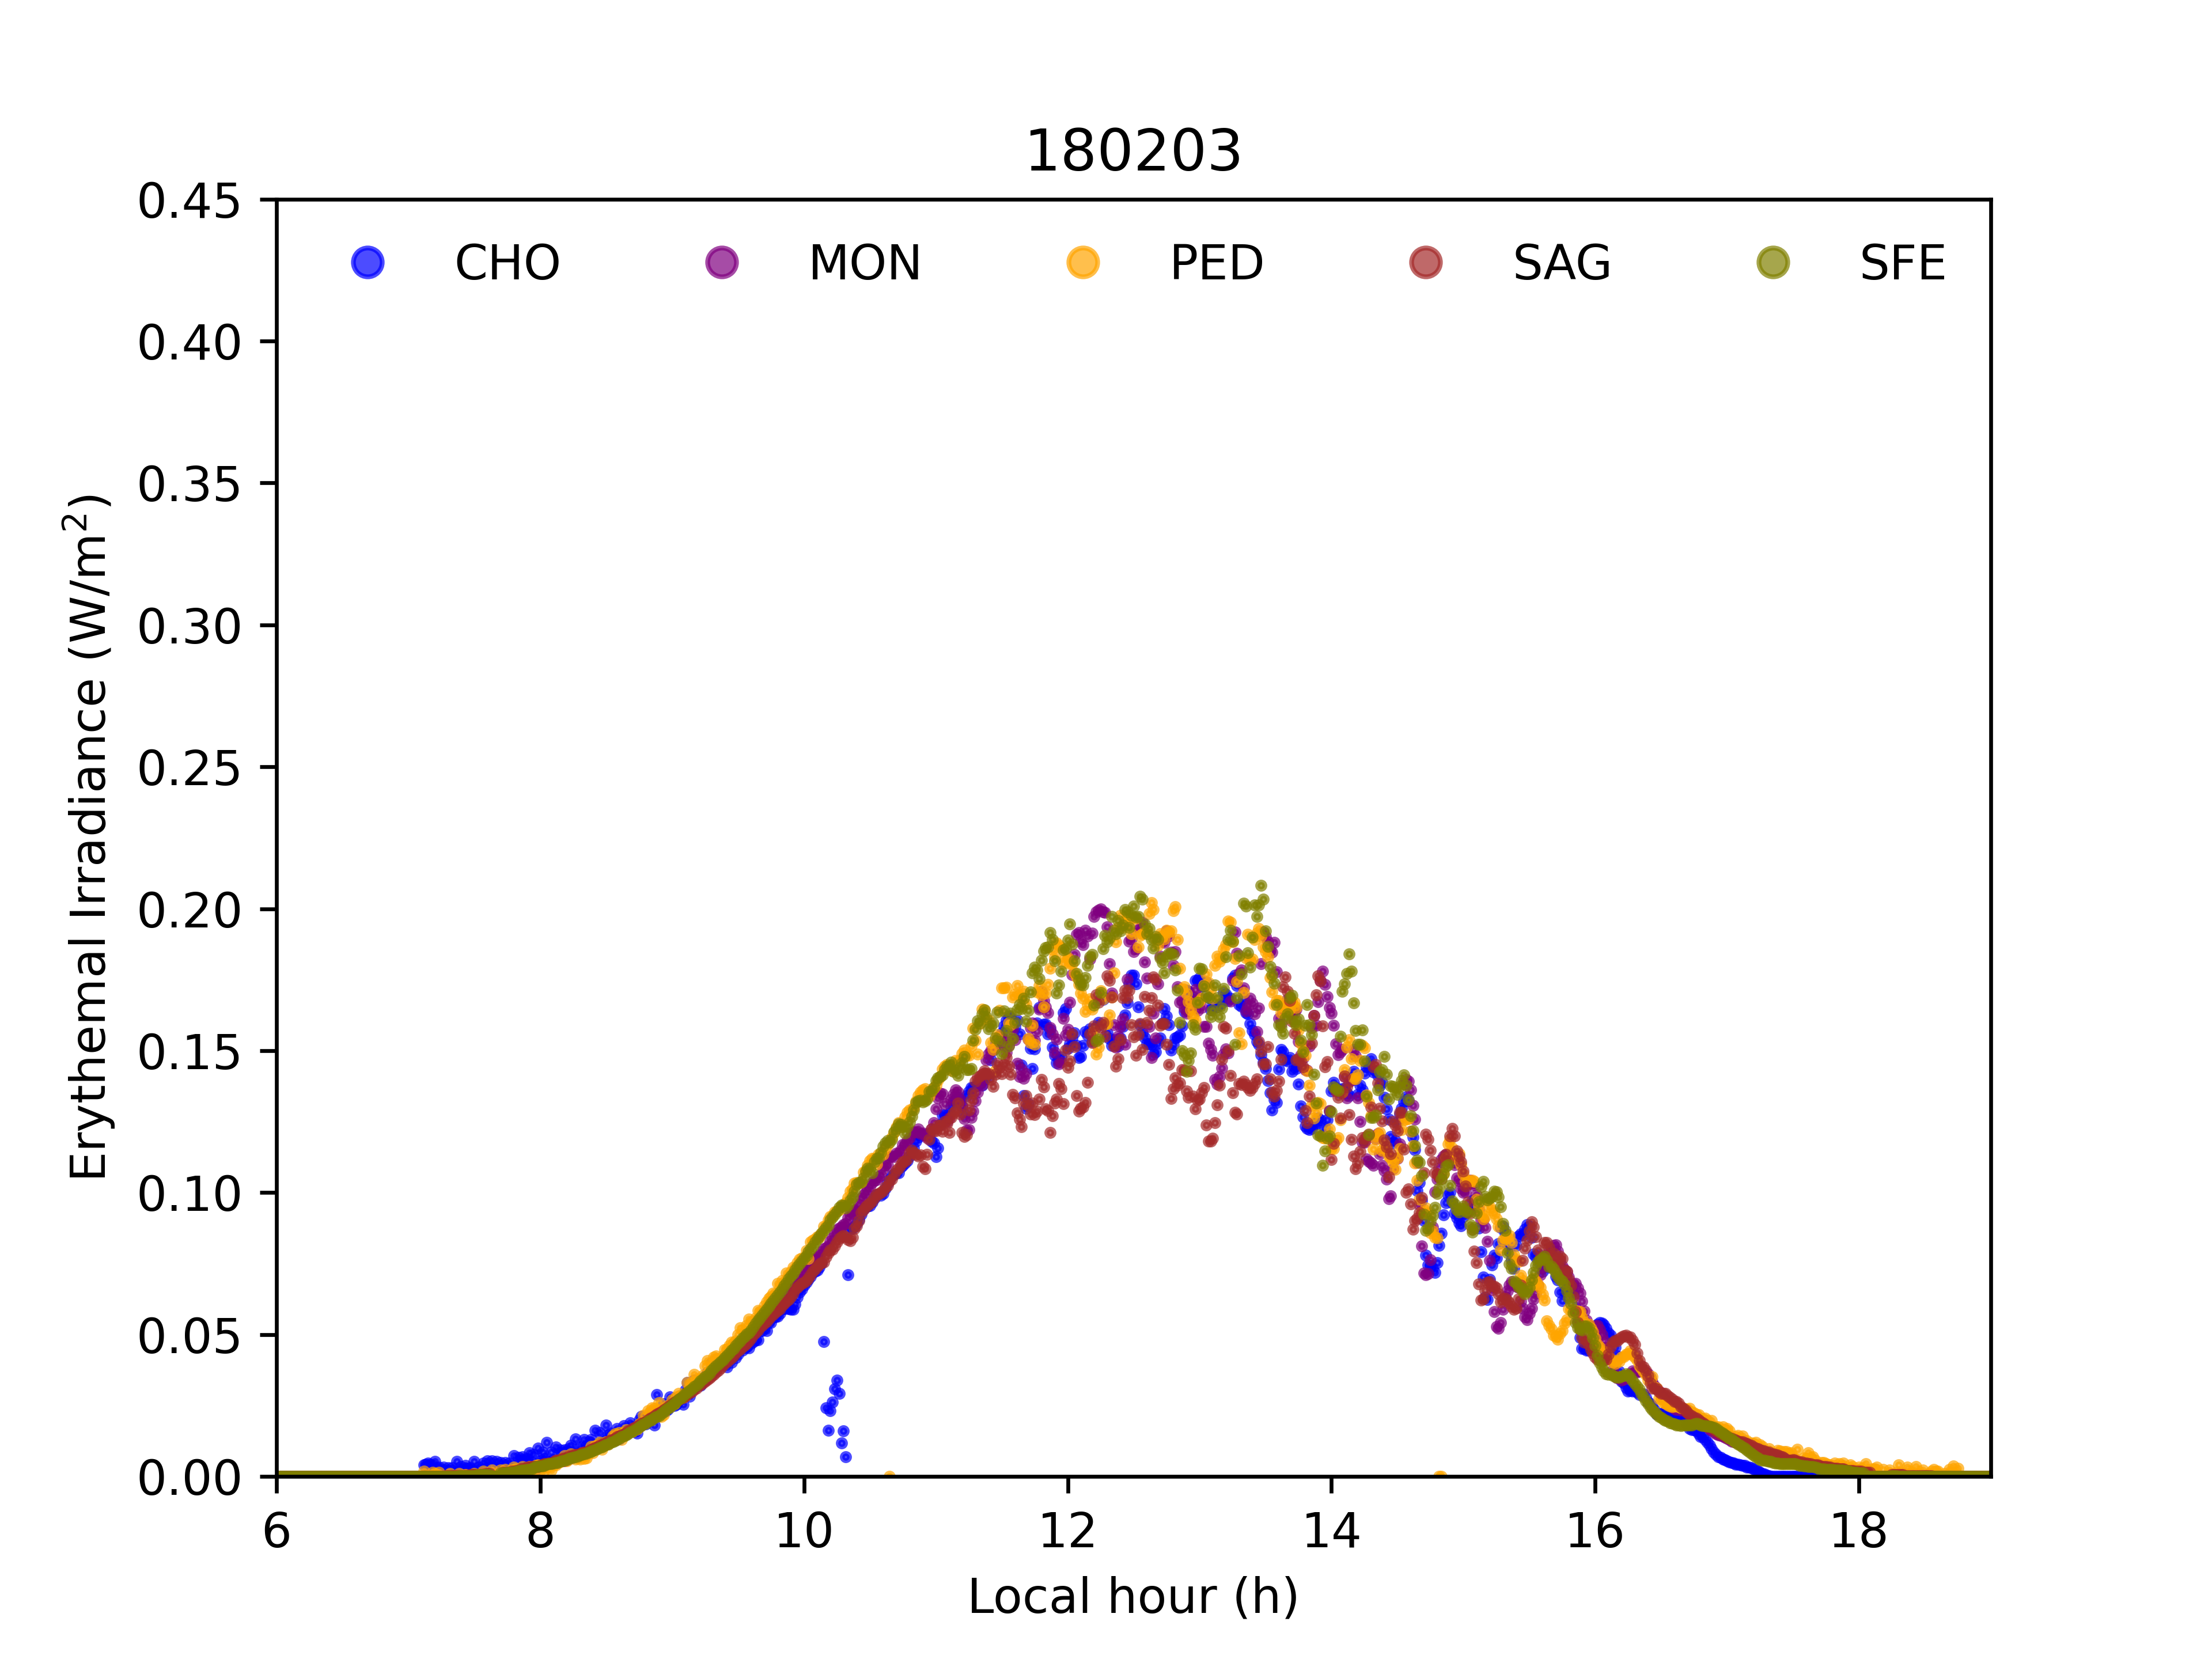 180203
CHO MON PED SAG SFE
0.45
0.40
0.35
0.30
0.25
0.20
0.15
0.10
0.05
0.00
Erythemal Irradiance (W/m²)
6 8 10 12 14 16 18
Local hour (h)